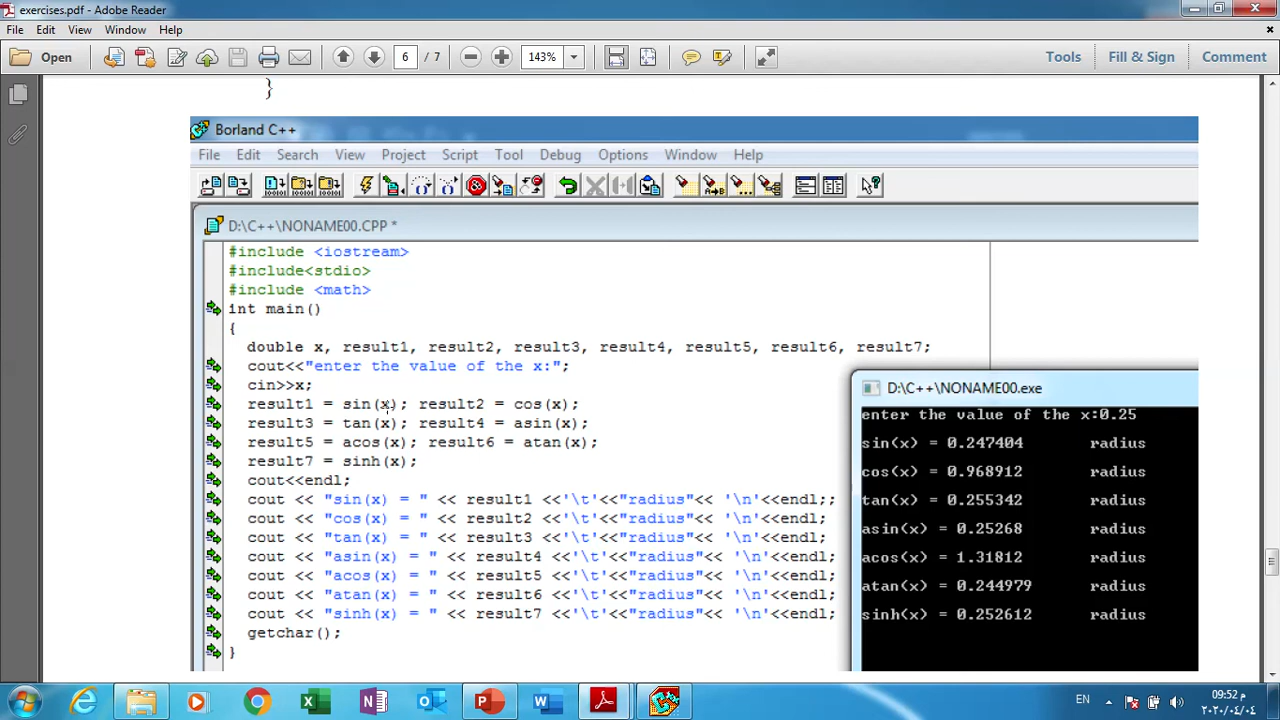 exercises.pdf - Adobe Reader
File Edit View Window Help
Open 6 / 7 143% Tools Fill & Sign Comment
}
Borland C++
File Edit Search View Project Script Tool Debug Options Window Help
D:\C++\NONAME00.CPP *
#include <iostream>
#include<stdio>
#include <math>
int main()
{
double x, result1, result2, result3, result4, result5, result6, result7;
cout<<"enter the value of the x:";
cin>>x;
result1 = sin(x); result2 = cos(x);
result3 = tan(x); result4 = asin(x);
result5 = acos(x); result6 = atan(x);
result7 = sinh(x);
cout<<endl;
cout << "sin(x) = " << result1 <<'\t'<<"radius"<< '\n'<<endl;;
cout << "cos(x) = " << result2 <<'\t'<<"radius"<< '\n'<<endl;
cout << "tan(x) = " << result3 <<'\t'<<"radius"<< '\n'<<endl;
cout << "asin(x) = " << result4 <<'\t'<<"radius"<< '\n'<<endl;
cout << "acos(x) = " << result5 <<'\t'<<"radius"<< '\n'<<endl;
cout << "atan(x) = " << result6 <<'\t'<<"radius"<< '\n'<<endl;
cout << "sinh(x) = " << result7 <<'\t'<<"radius"<< '\n'<<endl;
getchar();
}
D:\C++\NONAME00.exe
enter the value of the x:0.25
sin(x) = 0.247404 radius
cos(x) = 0.968912 radius
tan(x) = 0.255342 radius
asin(x) = 0.25268 radius
acos(x) = 1.31812 radius
atan(x) = 0.244979 radius
sinh(x) = 0.252612 radius
EN
09:52 م
٢٠٢٠/٠٤/٠٤